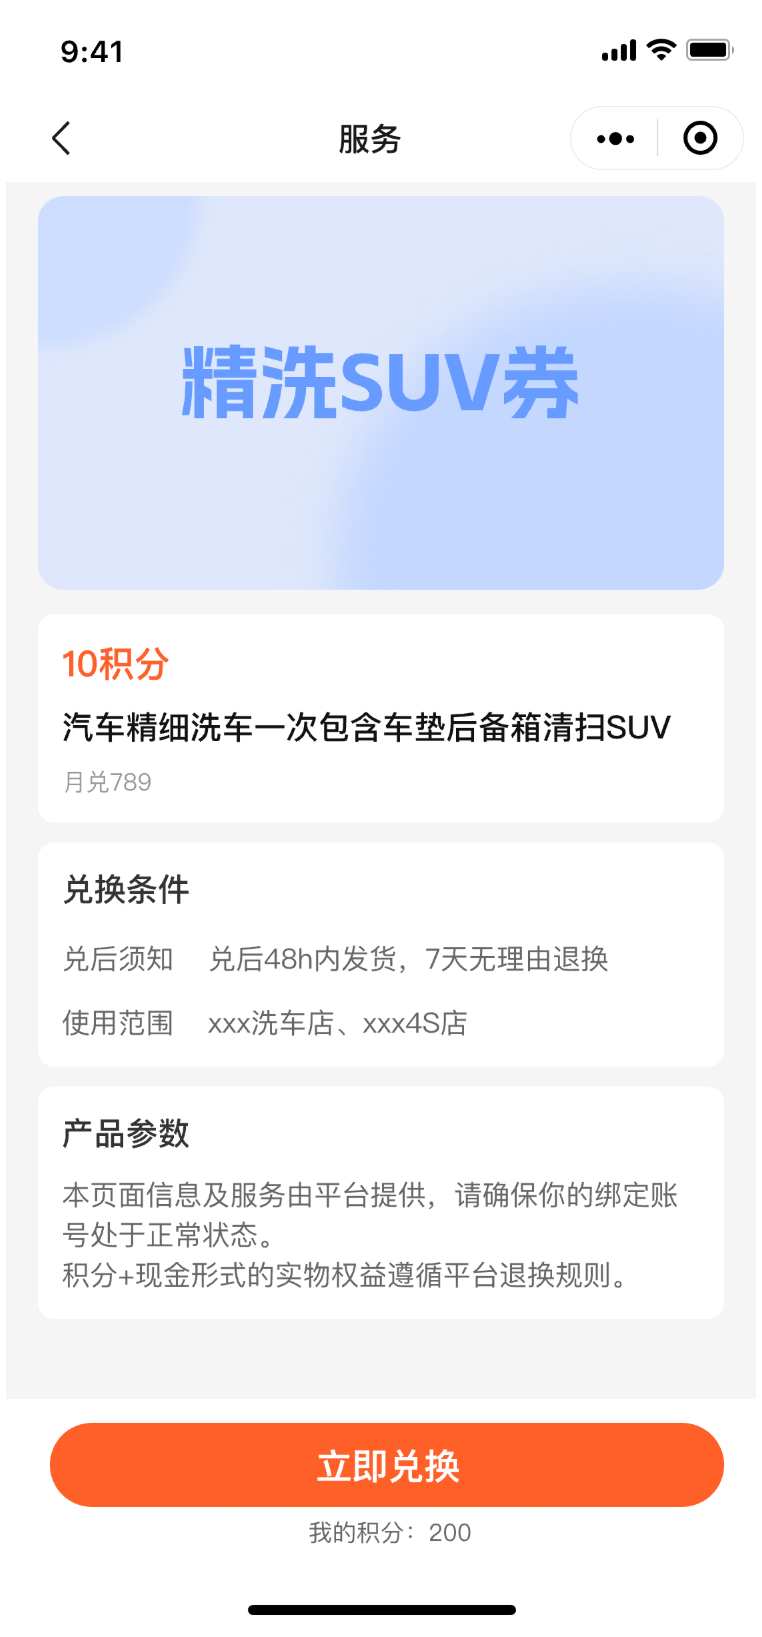 9:41
服务
精洗SUV券
10积分
汽车精细洗车一次包含车垫后备箱清扫SUV
月兑789
兑换条件
兑后须知 兑后48h内发货，7天无理由退换
使用范围 xxx洗车店、xxx4S店
产品参数
本页面信息及服务由平台提供，请确保你的绑定账
号处于正常状态。
积分+现金形式的实物权益遵循平台退换规则。
立即兑换
我的积分：200